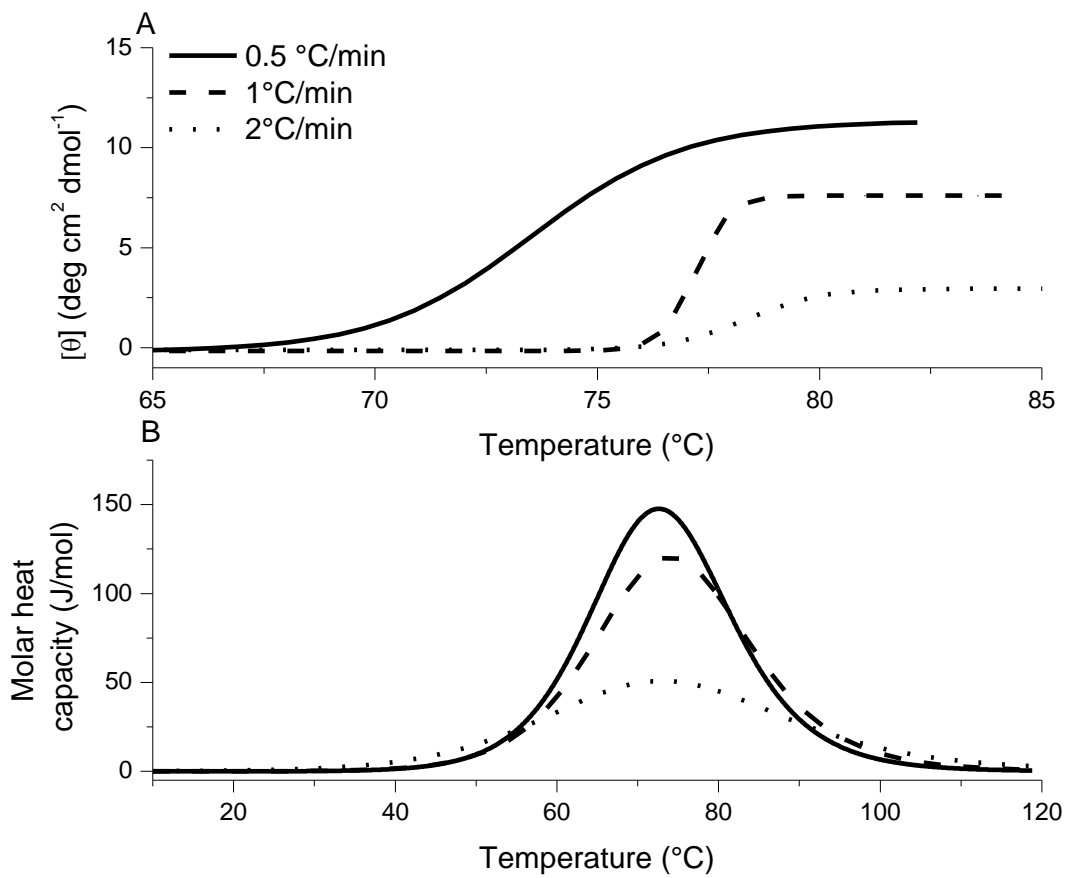 A
15
0.5 °C/min
1°C/min
2°C/min
10
5
0
[θ] (deg cm² dmol⁻¹)
65
70
75
80
85
Temperature (°C)
B
150
100
50
0
Molar heat
capacity (J/mol)
20
40
60
80
100
120
Temperature (°C)